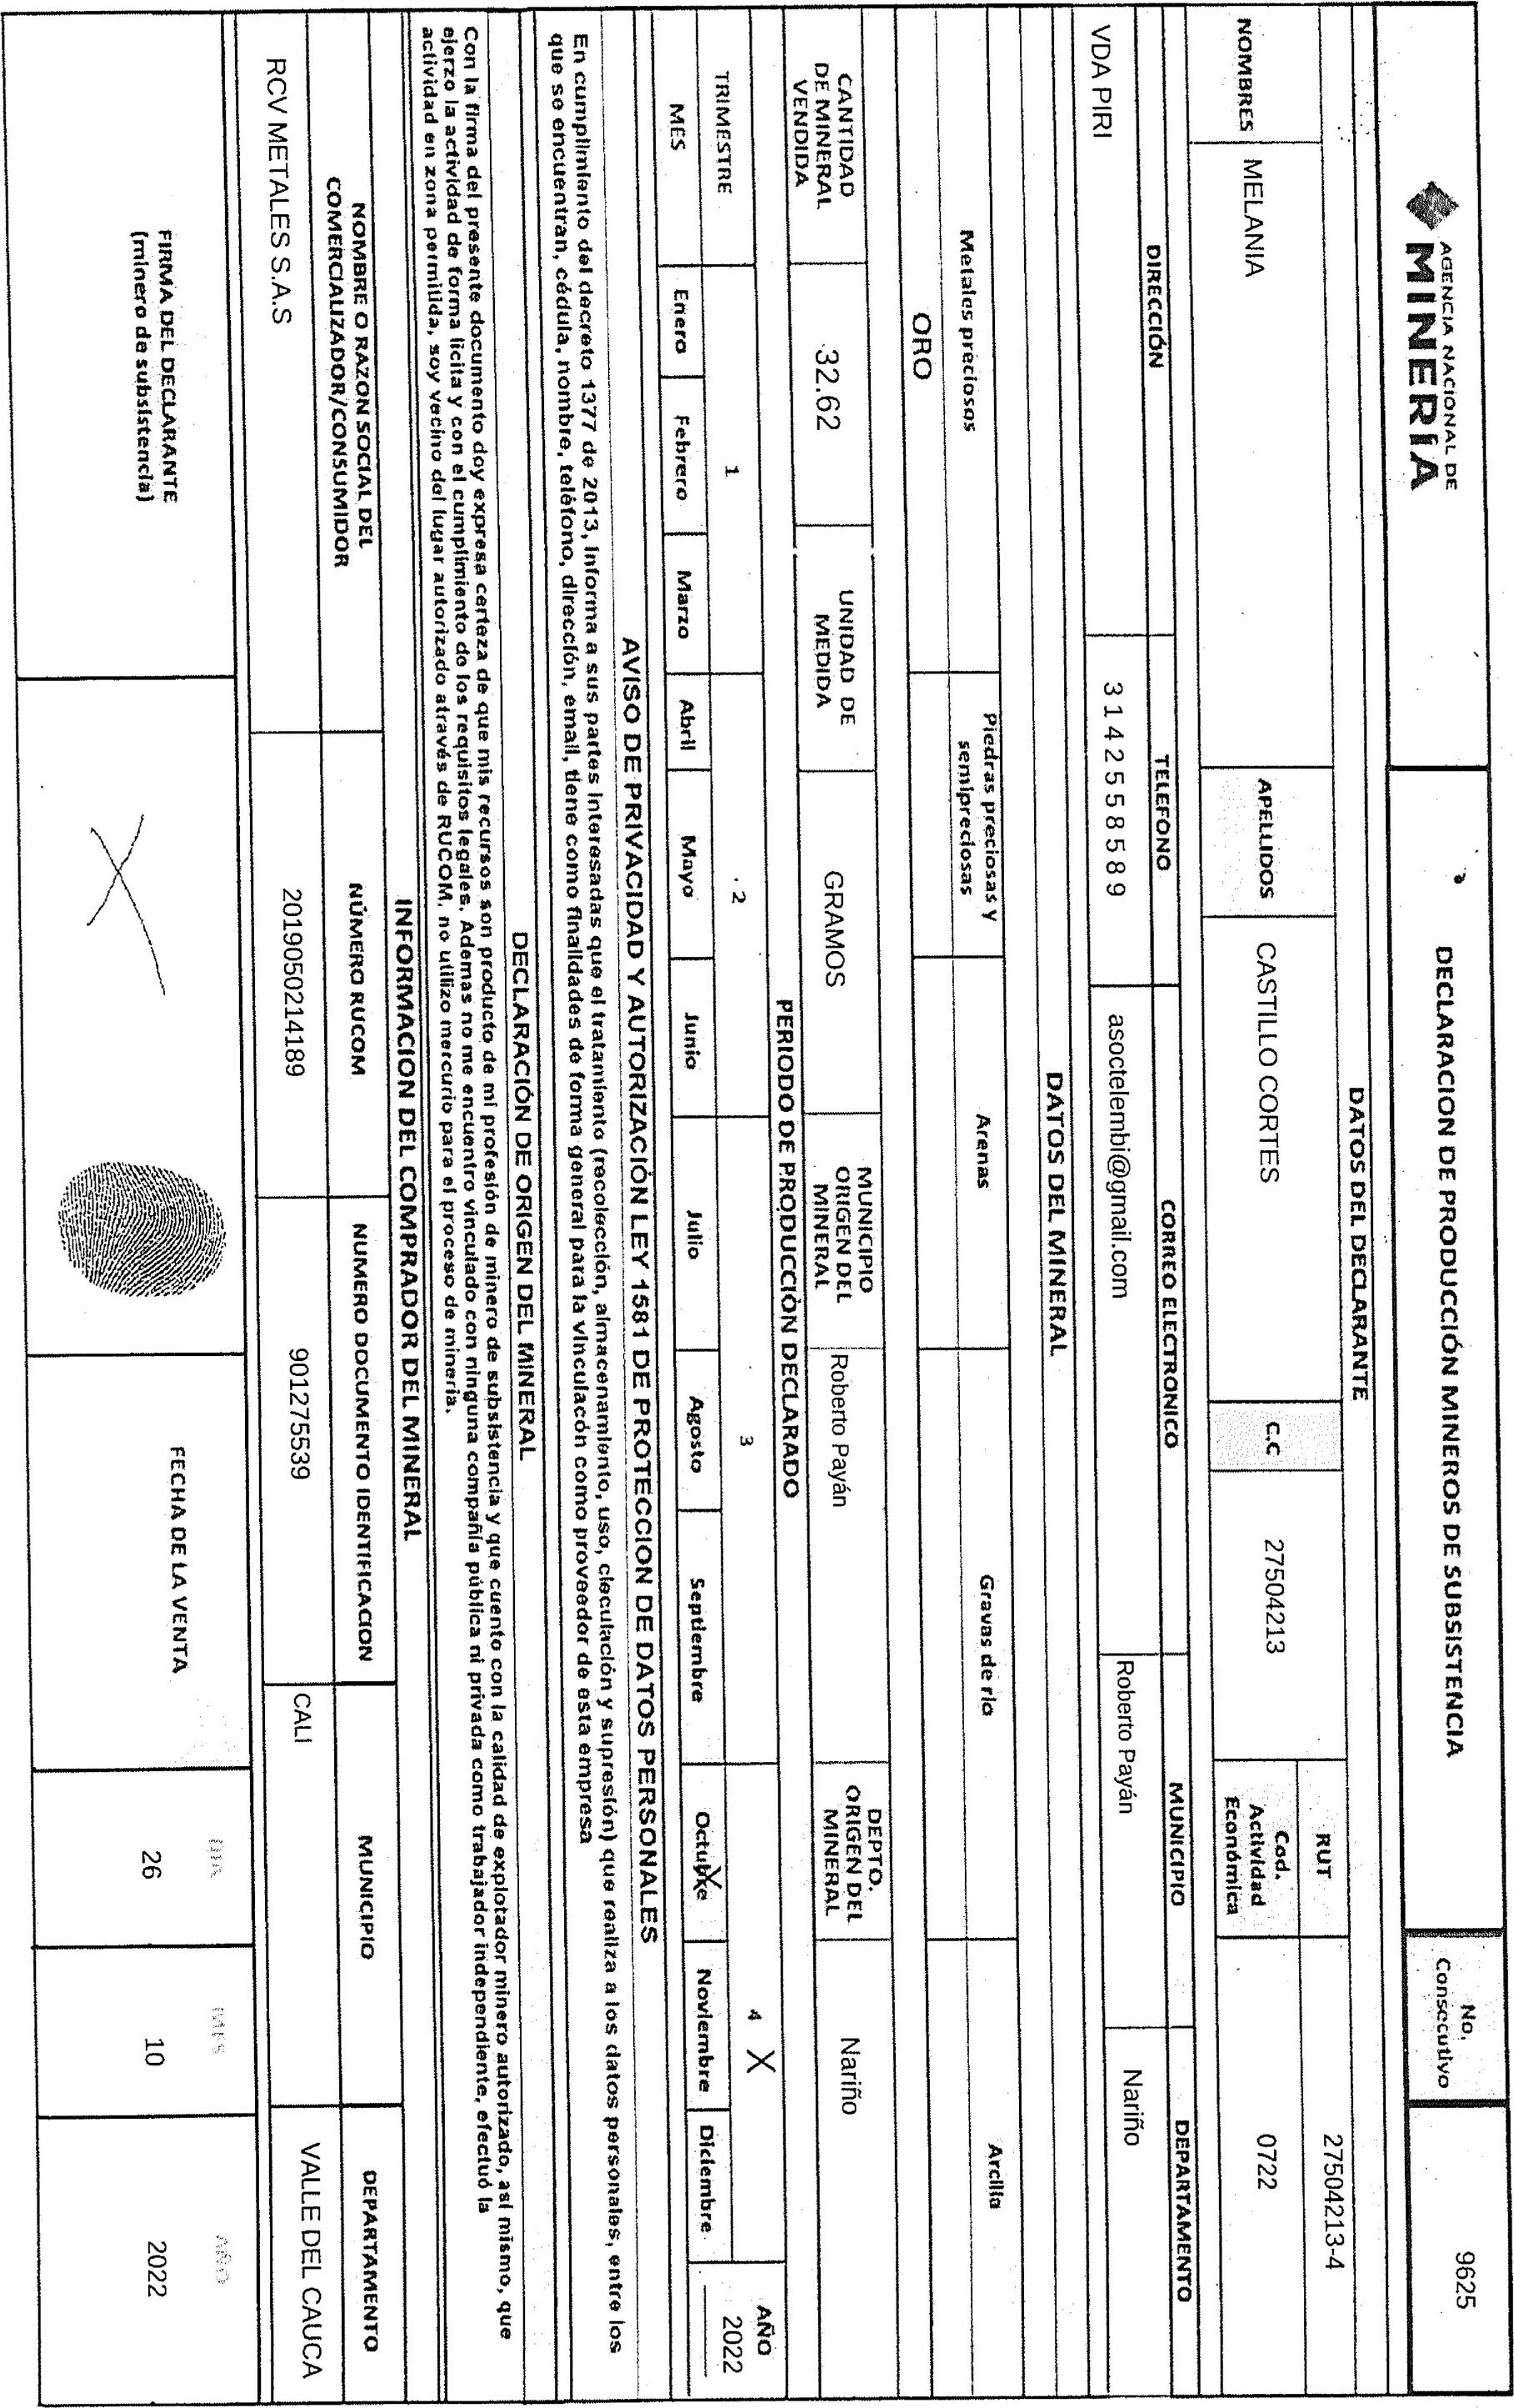 AGENCIA NACIONAL DE
MINERÍA
DECLARACION DE PRODUCCIÓN MINEROS DE SUBSISTENCIA
No.
Consecutivo
9625
DATOS DEL DECLARANTE
NOMBRES
MELANIA
APELLIDOS
CASTILLO CORTES
C.C
27504213
RUT
27504213-4
Cod.
Actividad
Económica
0722
DIRECCIÓN
TELEFONO
CORREO ELECTRONICO
MUNICIPIO
DEPARTAMENTO
VDA PIRI
3142558589
asoctelembi@gmail.com
Roberto Payán
Nariño
DATOS DEL MINERAL
Metales preciosos
Piedras preciosas y
semipreciosas
Arenas
Gravas de rio
Arcilla
ORO
CANTIDAD
DE MINERAL
VENDIDA
32.62
UNIDAD DE
MEDIDA
GRAMOS
MUNICIPIO
ORIGEN DEL
MINERAL
Roberto Payán
DEPTO.
ORIGEN DEL
MINERAL
Nariño
PERIODO DE PRODUCCIÓN DECLARADO
TRIMESTRE
1
2
3
4 X
AÑO
2022
MES
Enero
Febrero
Marzo
Abril
Mayo
Junio
Julio
Agosto
Septiembre
Octubre X
Noviembre
Diciembre
AVISO DE PRIVACIDAD Y AUTORIZACIÓN LEY 1581 DE PROTECCION DE DATOS PERSONALES
En cumplimiento del decreto 1377 de 2013, informa a sus partes interesadas que el tratamiento (recolección, almacenamiento, uso, cleculación y supresión) que realiza a los datos personales, entre los
que se encuentran, cédula, nombre, teléfono, dirección, email, tiene como finalidades de forma general para la vinculacón como proveedor de esta empresa
DECLARACIÓN DE ORIGEN DEL MINERAL
Con la firma del presente documento doy expresa certeza de que mis recursos son producto de mi profesión de minero de subsistencia y que cuento con la calidad de explotador minero autorizado, así mismo, que
ejerzo la actividad de forma licita y con el cumplimiento de los requisitos legales. Ademas no me encuentro vinculado con ninguna compañía pública ni privada como trabajador independiente, efectuó la
actividad en zona permitida, soy vecino del lugar autorizado através de RUCOM, no utilizo mercurio para el proceso de mineria.
INFORMACION DEL COMPRADOR DEL MINERAL
NOMBRE O RAZON SOCIAL DEL
COMERCIALIZADOR/CONSUMIDOR
NÚMERO RUCOM
NUMERO DOCUMENTO IDENTIFICACION
MUNICIPIO
DEPARTAMENTO
RCV METALES S.A.S
2019050214189
901275539
CALI
VALLE DEL CAUCA
FIRMA DEL DECLARANTE
(minero de subsistencia)
X
FECHA DE LA VENTA
DIA
MES
AÑO
26
10
2022